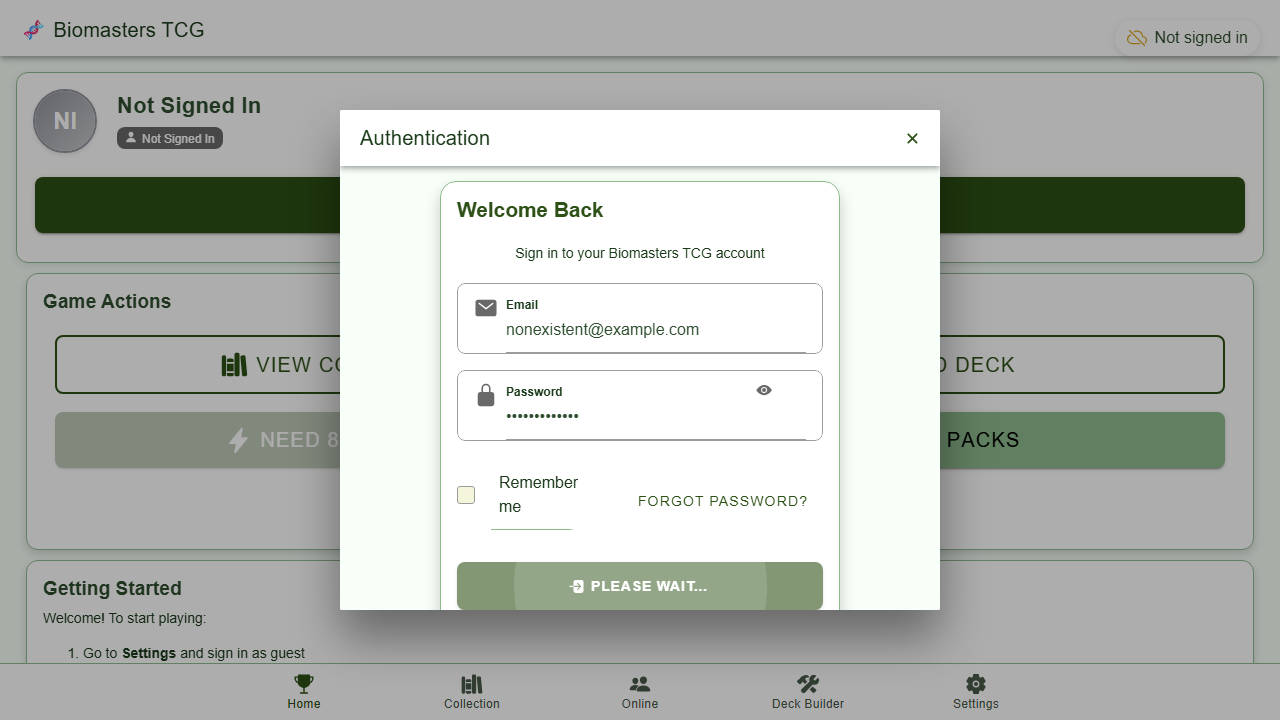 Biomasters TCG
Not signed in
NI
Not Signed In
Not Signed In
Authentication
Welcome Back
Sign in to your Biomasters TCG account
Email
nonexistent@example.com
Password
•••••••••••••
Remember
me
FORGOT PASSWORD?
PLEASE WAIT...
Game Actions
VIEW CO
D DECK
NEED 8
PACKS
Getting Started
Welcome! To start playing:
1. Go to Settings and sign in as guest
Home
Collection
Online
Deck Builder
Settings